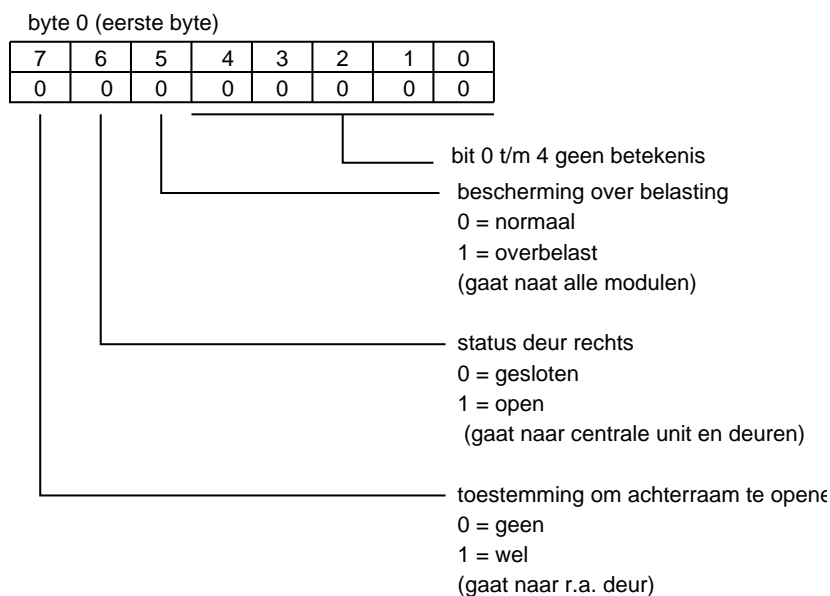 byte 0 (eerste byte)
7 6 5 4 3 2 1 0
0 0 0 0 0 0 0 0
bit 0 t/m 4 geen betekenis
bescherming over belasting
0 = normaal
1 = overbelast
(gaat naat alle modulen)
status deur rechts
0 = gesloten
1 = open
(gaat naar centrale unit en deuren)
toestemming om achterraam te opene
0 = geen
1 = wel
(gaat naar r.a. deur)